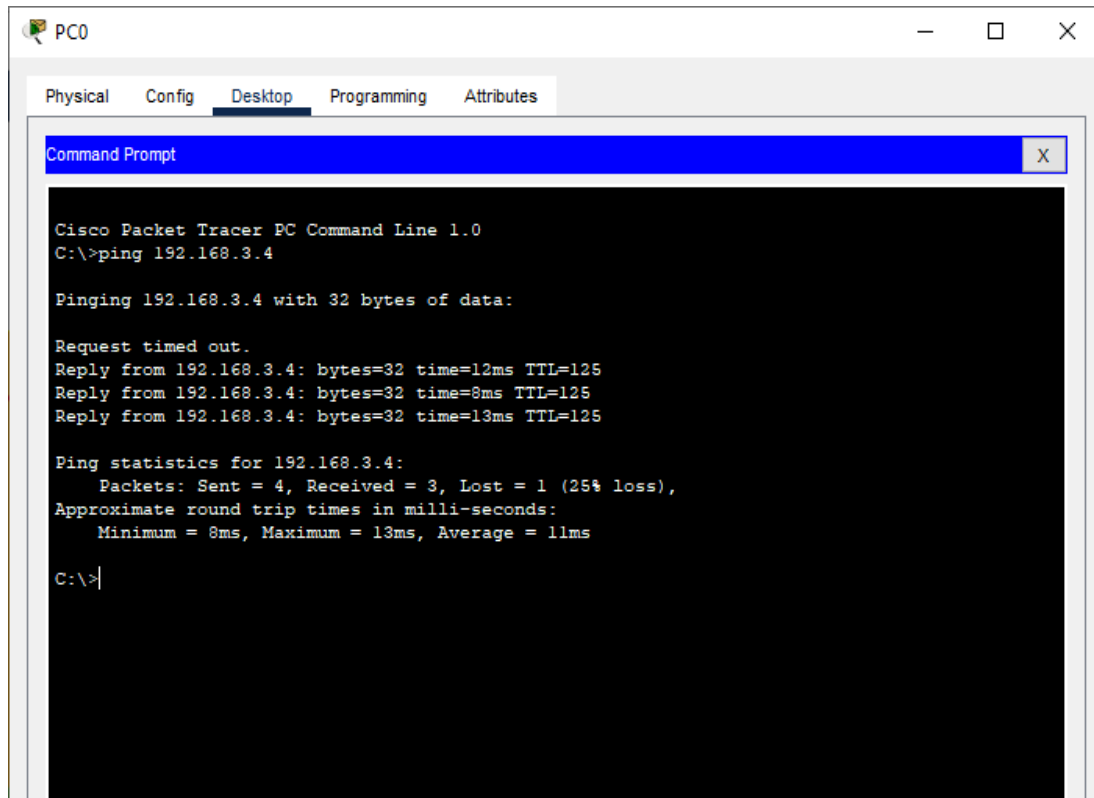 PC0
Physical Config Desktop Programming Attributes
Command Prompt X
Cisco Packet Tracer PC Command Line 1.0
C:\>ping 192.168.3.4
Pinging 192.168.3.4 with 32 bytes of data:
Request timed out.
Reply from 192.168.3.4: bytes=32 time=12ms TTL=125
Reply from 192.168.3.4: bytes=32 time=8ms TTL=125
Reply from 192.168.3.4: bytes=32 time=13ms TTL=125
Ping statistics for 192.168.3.4:
Packets: Sent = 4, Received = 3, Lost = 1 (25% loss),
Approximate round trip times in milli-seconds:
Minimum = 8ms, Maximum = 13ms, Average = 11ms
C:\>